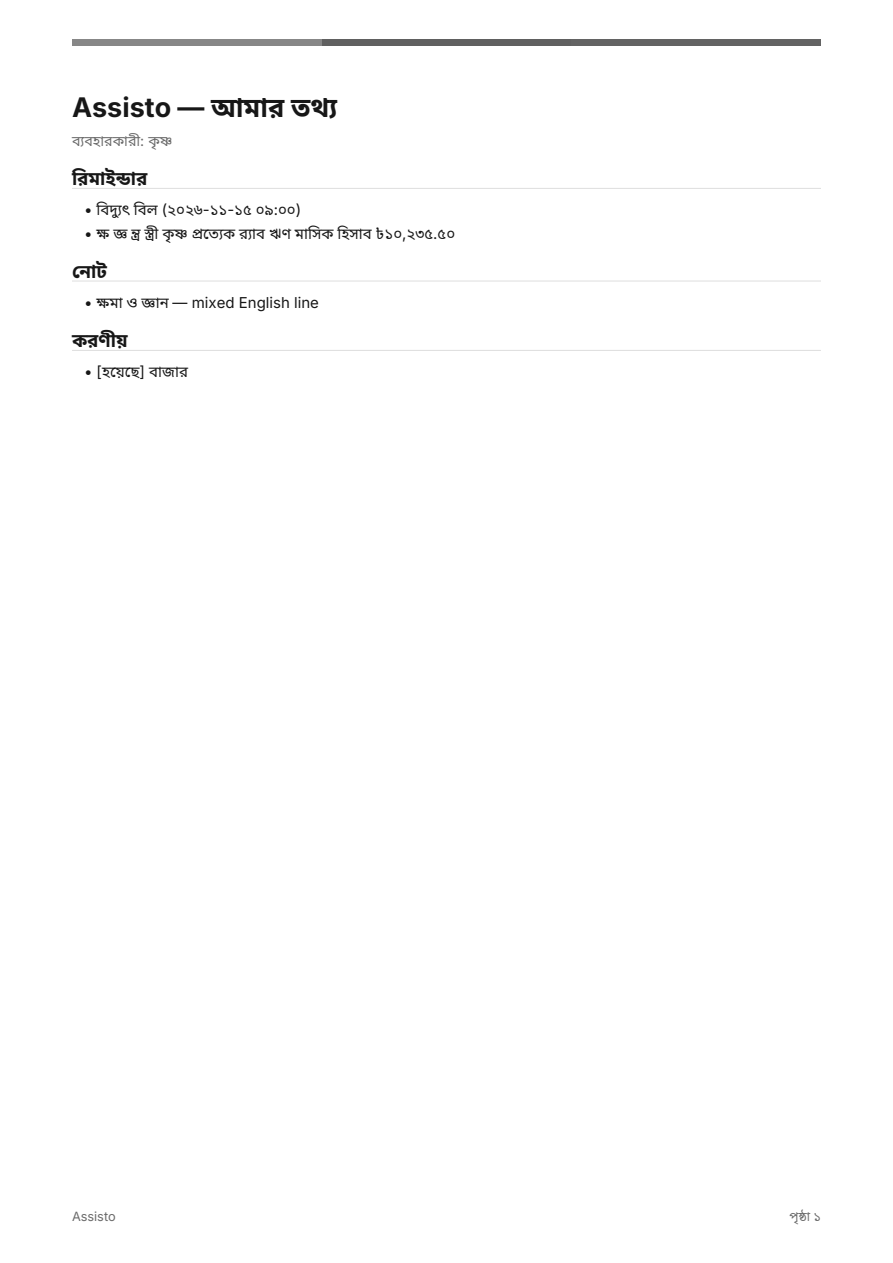 Assisto — আমার তথ্য
ব্যবহারকারী: কৃষ্ণ
রিমাইন্ডার
• বিদ্যুৎ বিল (২০২৬-১১-১৫ ০৯:০০)
• ক্ষ জ্ঞ ন্ত্র স্ত্রী কৃষ্ণ প্রত্যেক র‍্যাব ঋণ মাসিক হিসাব ৳১০,২৩৫.৫০
নোট
• ক্ষমা ও জ্ঞান — mixed English line
করণীয়
• [হয়েছে] বাজার
Assisto
পৃষ্ঠা ১